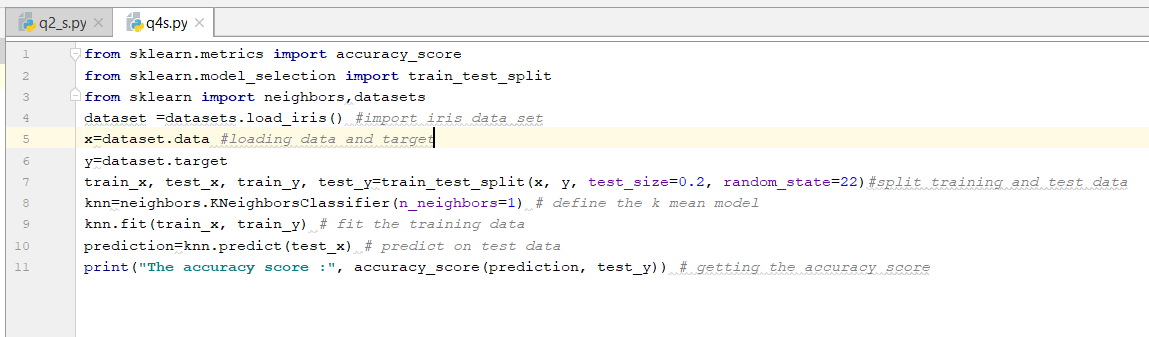 q2_s.py q4s.py
1 from sklearn.metrics import accuracy_score
2 from sklearn.model_selection import train_test_split
3 from sklearn import neighbors,datasets
4 dataset =datasets.load_iris() #import iris data set
5 x=dataset.data #loading data and target
6 y=dataset.target
7 train_x, test_x, train_y, test_y=train_test_split(x, y, test_size=0.2, random_state=22)#split training and test data
8 knn=neighbors.KNeighborsClassifier(n_neighbors=1) # define the k mean model
9 knn.fit(train_x, train_y) # fit the training data
10 prediction=knn.predict(test_x) # predict on test data
11 print("The accuracy score :", accuracy_score(prediction, test_y)) # getting the accuracy score